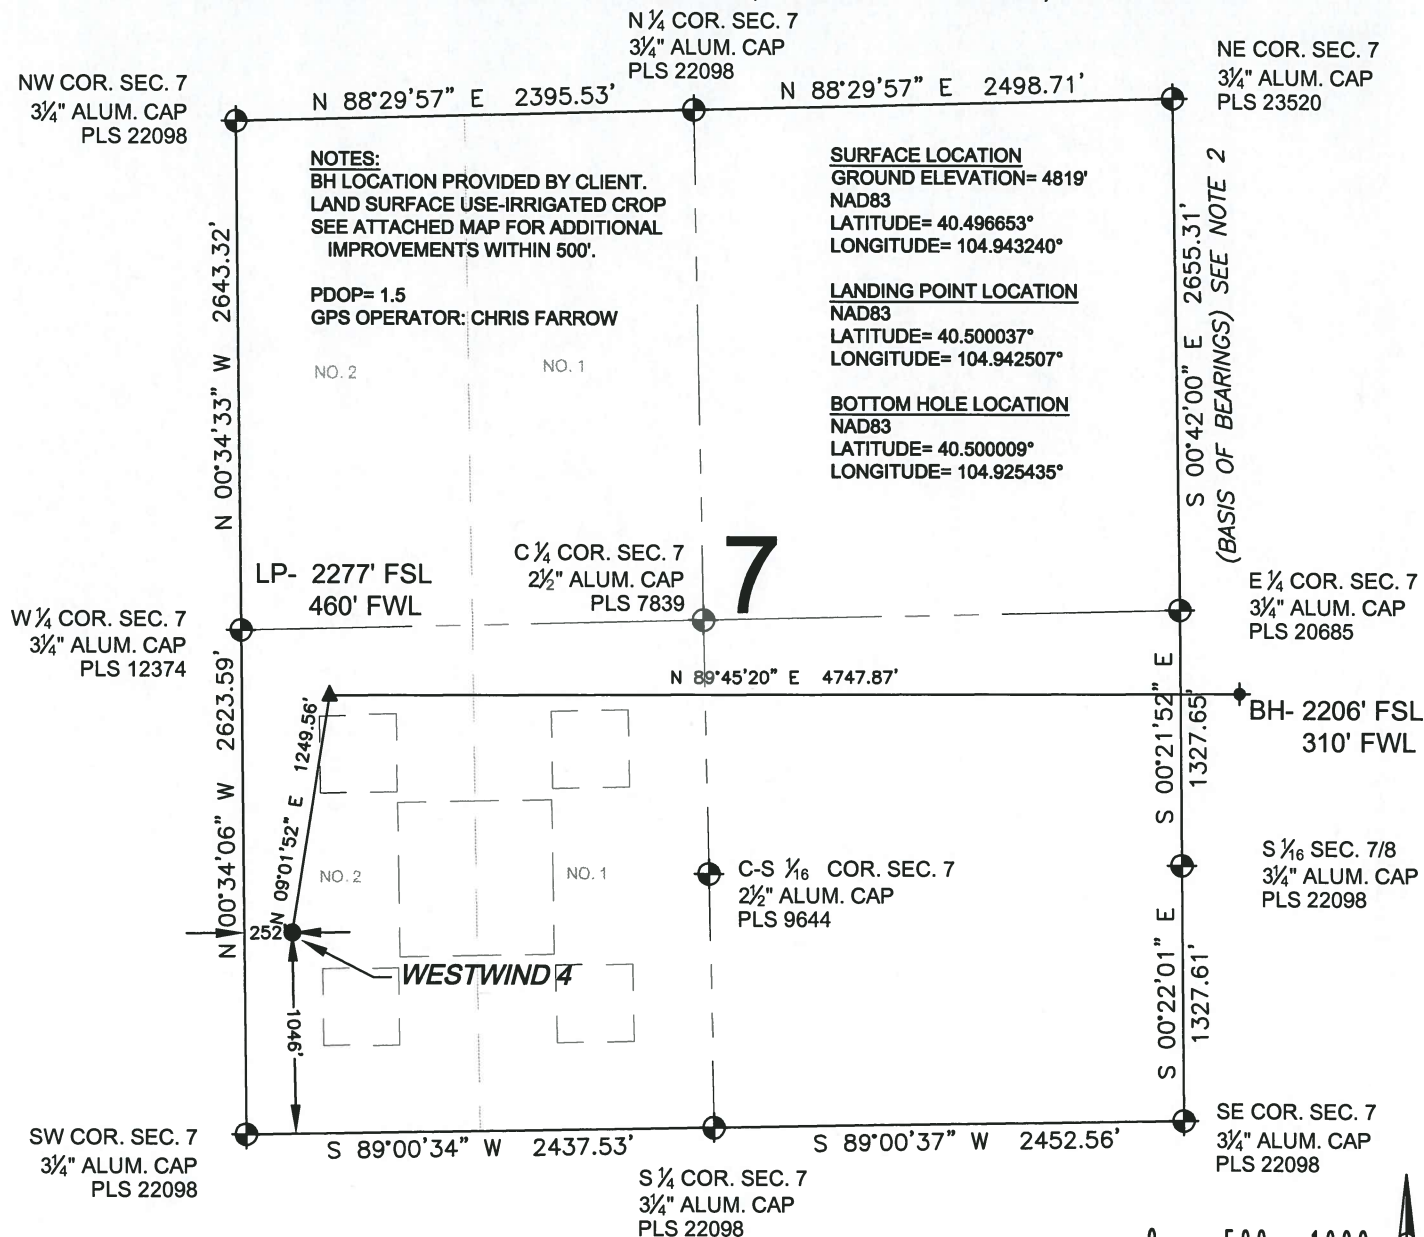 N ¼ COR. SEC. 7
3¼" ALUM. CAP
PLS 22098
NE COR. SEC. 7
3¼" ALUM. CAP
PLS 23520
NW COR. SEC. 7
3¼" ALUM. CAP
PLS 22098
N 88°29'57" E 2395.53'
N 88°29'57" E 2498.71'
NOTES:
BH LOCATION PROVIDED BY CLIENT.
LAND SURFACE USE-IRRIGATED CROP
SEE ATTACHED MAP FOR ADDITIONAL
IMPROVEMENTS WITHIN 500'.
PDOP= 1.5
GPS OPERATOR: CHRIS FARROW
SURFACE LOCATION
GROUND ELEVATION= 4819'
NAD83
LATITUDE= 40.496653°
LONGITUDE= 104.943240°
LANDING POINT LOCATION
NAD83
LATITUDE= 40.500037°
LONGITUDE= 104.942507°
BOTTOM HOLE LOCATION
NAD83
LATITUDE= 40.500009°
LONGITUDE= 104.925435°
N 00°34'33" W 2643.32'
S 00°42'00" E 2655.31'
(BASIS OF BEARINGS) SEE NOTE 2
NO. 2
NO. 1
7
C ¼ COR. SEC. 7
2½" ALUM. CAP
PLS 7839
LP- 2277' FSL
460' FWL
W ¼ COR. SEC. 7
3¼" ALUM. CAP
PLS 12374
E ¼ COR. SEC. 7
3¼" ALUM. CAP
PLS 20685
N 89°45'20" E 4747.87'
BH- 2206' FSL
310' FWL
N 00°34'06" W 2623.59'
N 09°01'52" E 1249.56'
S 00°21'52" E
1327.65'
NO. 2
NO. 1
C-S 1⁄16 COR. SEC. 7
2½" ALUM. CAP
PLS 9644
S 1⁄16 SEC. 7/8
3¼" ALUM. CAP
PLS 22098
252'
WESTWIND 4
1046'
S 00°22'01" E
1327.61'
SW COR. SEC. 7
3¼" ALUM. CAP
PLS 22098
S 89°00'34" W 2437.53'
S 89°00'37" W 2452.56'
SE COR. SEC. 7
3¼" ALUM. CAP
PLS 22098
S ¼ COR. SEC. 7
3¼" ALUM. CAP
PLS 22098
0 500 1000